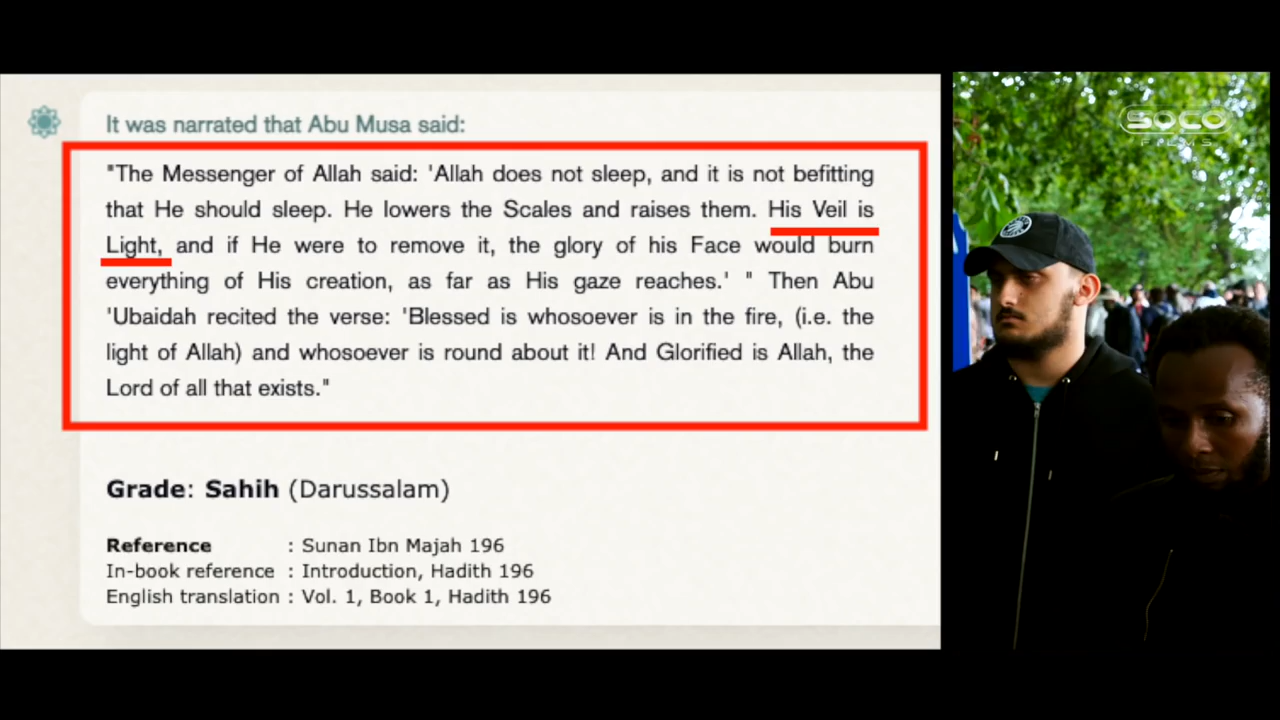 It was narrated that Abu Musa said:
"The Messenger of Allah said: 'Allah does not sleep, and it is not befitting
that He should sleep. He lowers the Scales and raises them. His Veil is
Light, and if He were to remove it, the glory of his Face would burn
everything of His creation, as far as His gaze reaches.' " Then Abu
'Ubaidah recited the verse: 'Blessed is whosoever is in the fire, (i.e. the
light of Allah) and whosoever is round about it! And Glorified is Allah, the
Lord of all that exists."
Grade: Sahih (Darussalam)
Reference : Sunan Ibn Majah 196
In-book reference : Introduction, Hadith 196
English translation : Vol. 1, Book 1, Hadith 196
SOCO
FILMS